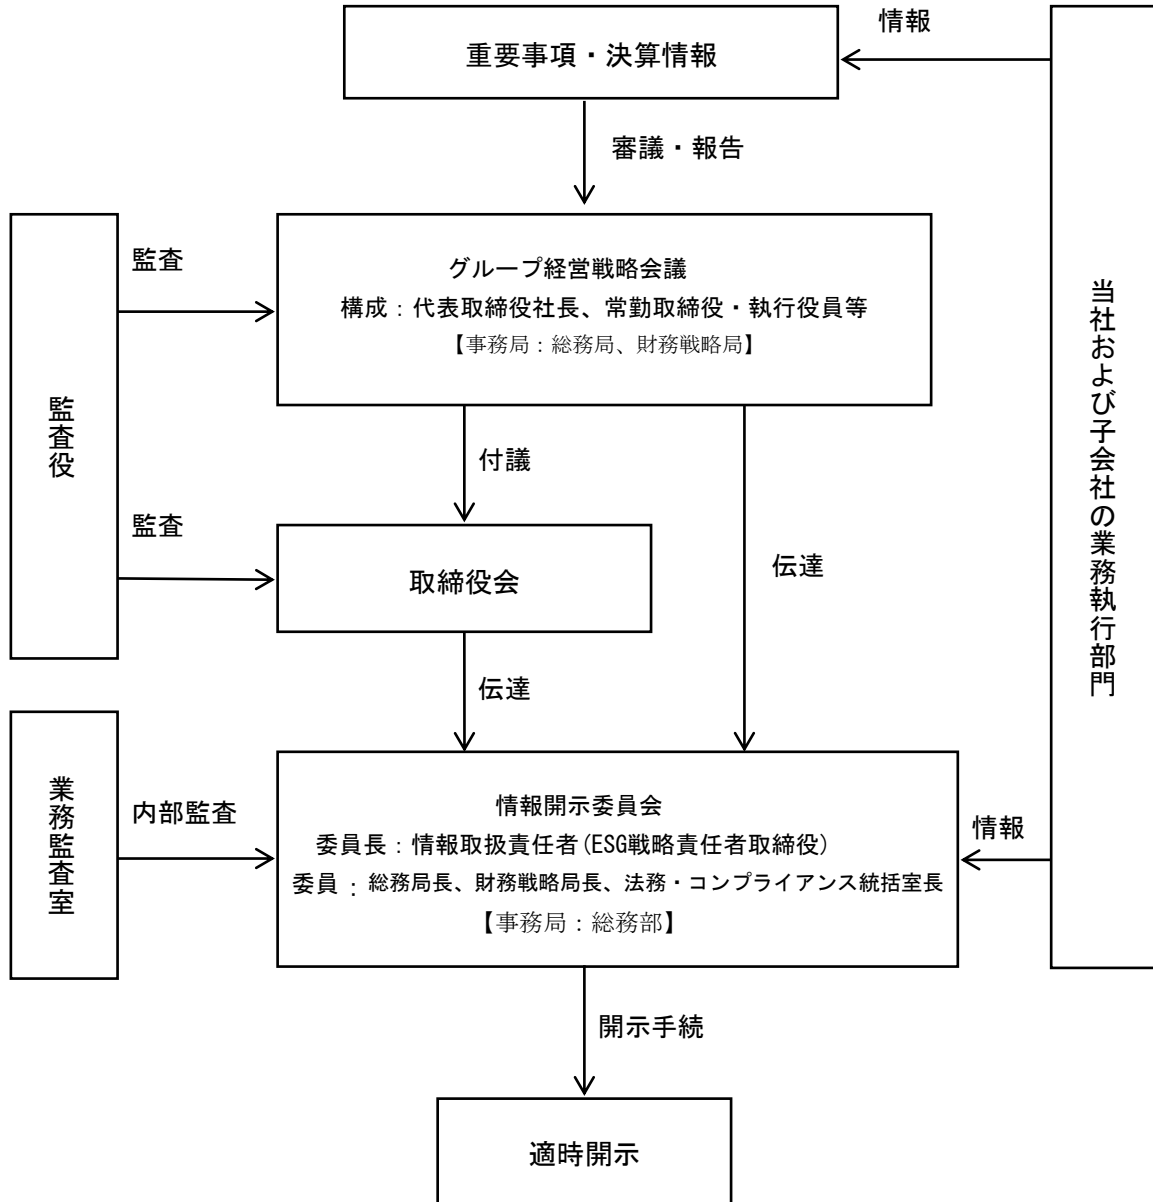 情報
重要事項・決算情報
審議・報告
監査
グループ経営戦略会議
構成：代表取締役社長、常勤取締役・執行役員等
【事務局：総務局、財務戦略局】
監査役
当社および子会社の業務執行部門
付議
監査
取締役会
伝達
伝達
業務監査室
内部監査
情報開示委員会
委員長：情報取扱責任者(ESG戦略責任者取締役)
委員：総務局長、財務戦略局長、法務・コンプライアンス統括室長
【事務局：総務部】
情報
開示手続
適時開示